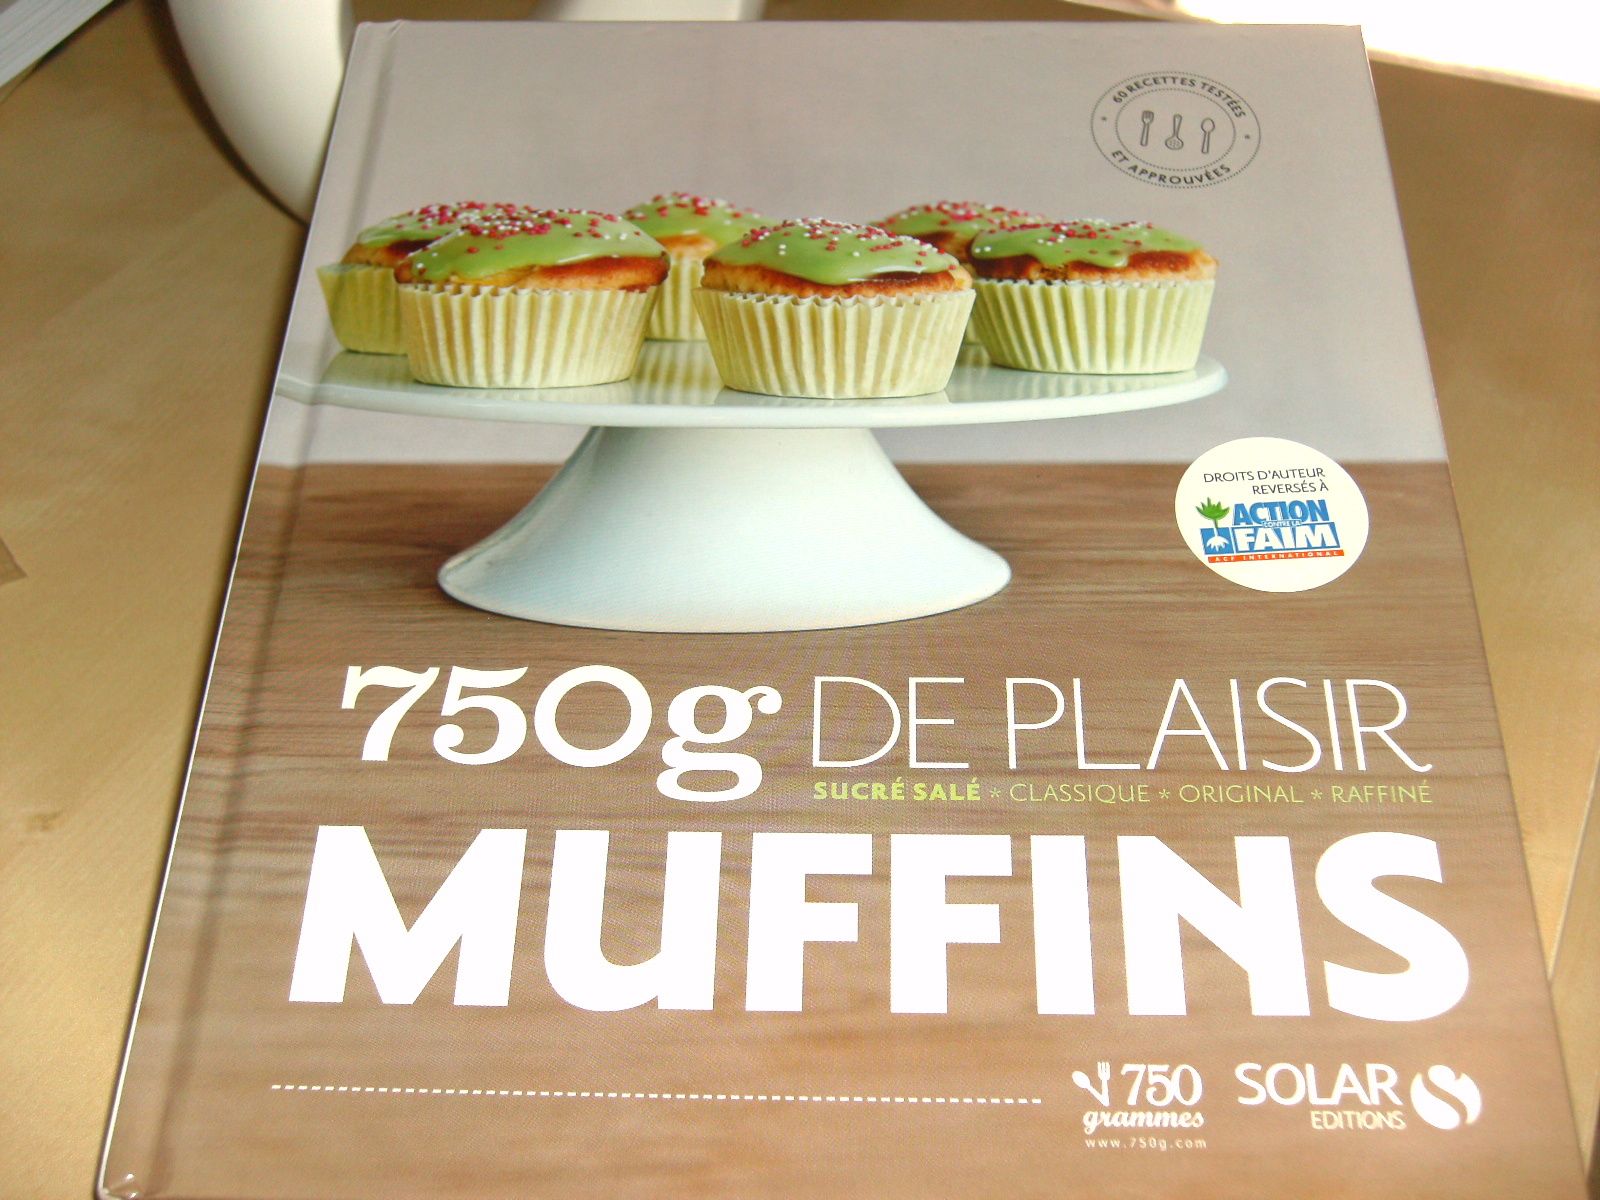 60 RECETTES TESTÉES
ET APPROUVÉES
DROITS D'AUTEUR
REVERSÉS À
ACTION
CONTRE LA
FAIM
ACF INTERNATIONAL
750g DE PLAISIR
SUCRÉ SALÉ * CLASSIQUE * ORIGINAL * RAFFINÉ
MUFFINS
750
grammes
www.750g.com
SOLAR
EDITIONS